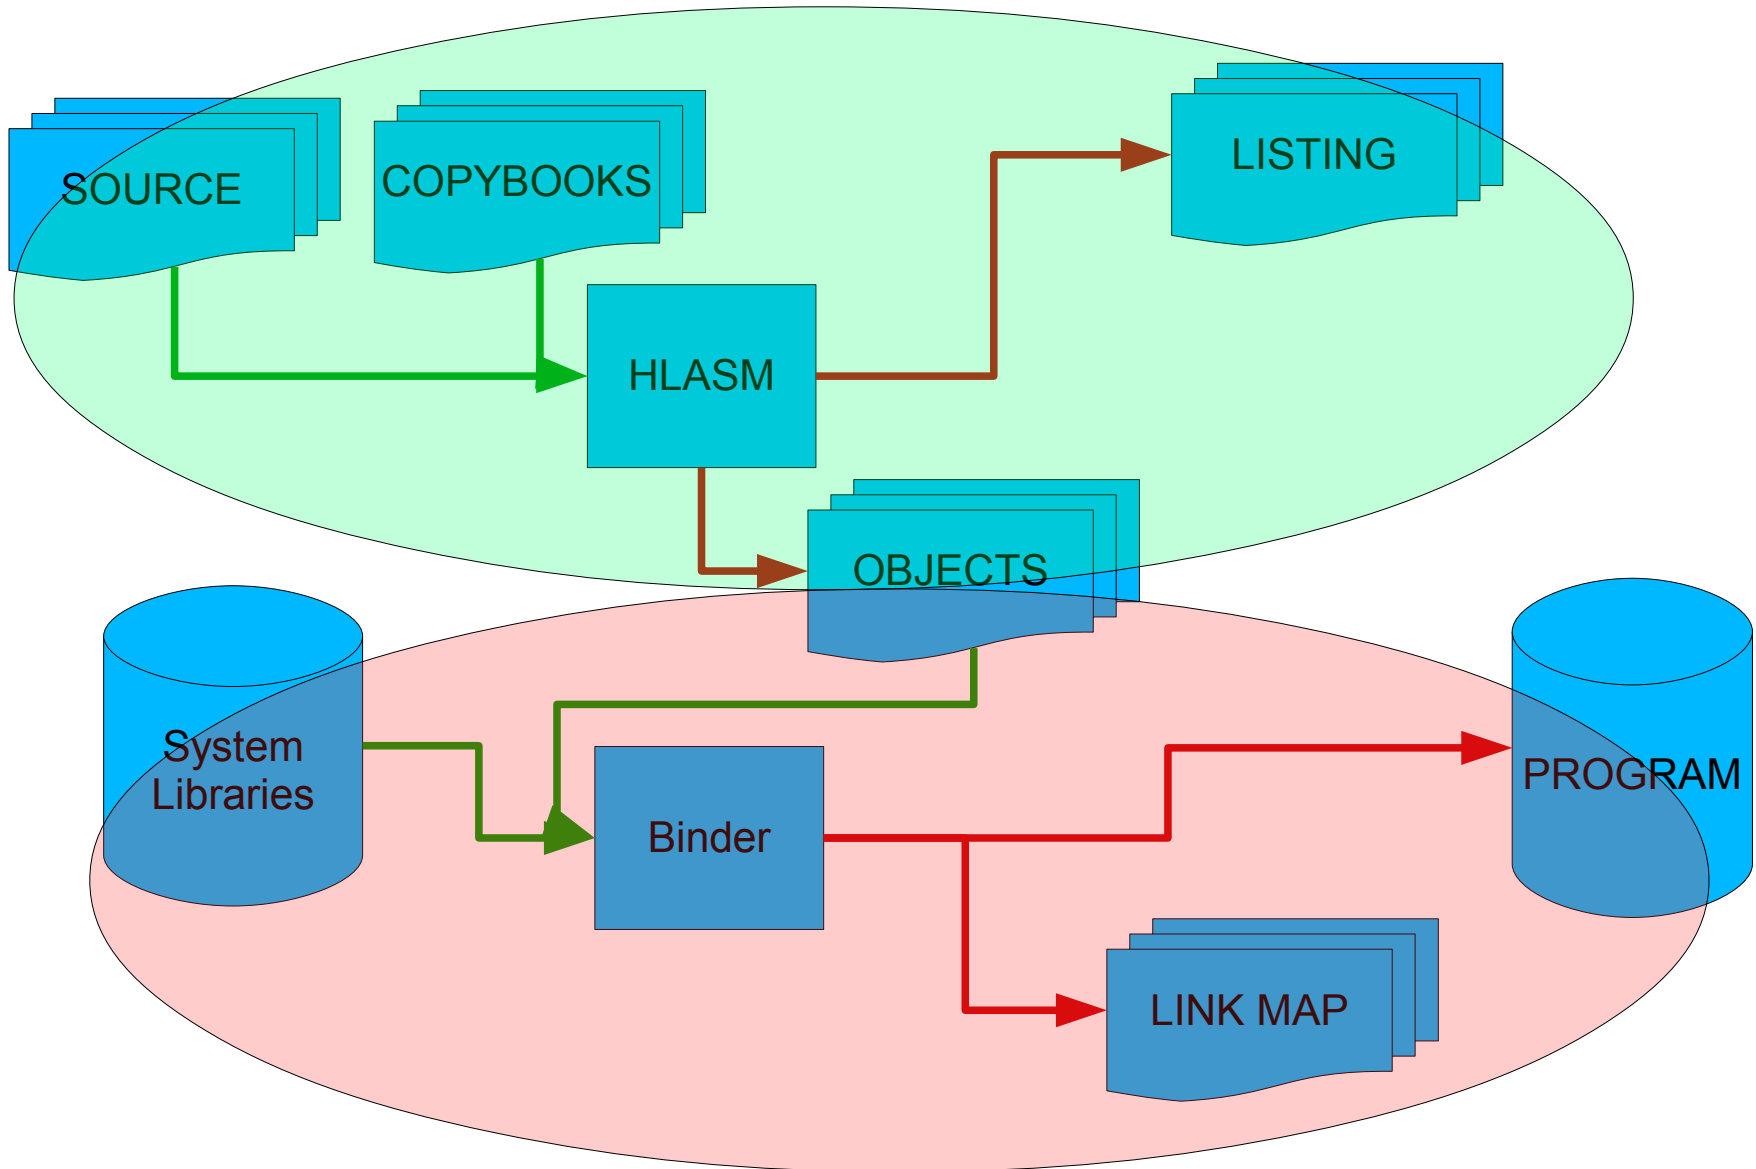 SOURCE
COPYBOOKS
LISTING
HLASM
OBJECTS
System
Libraries
PROGRAM
Binder
LINK MAP